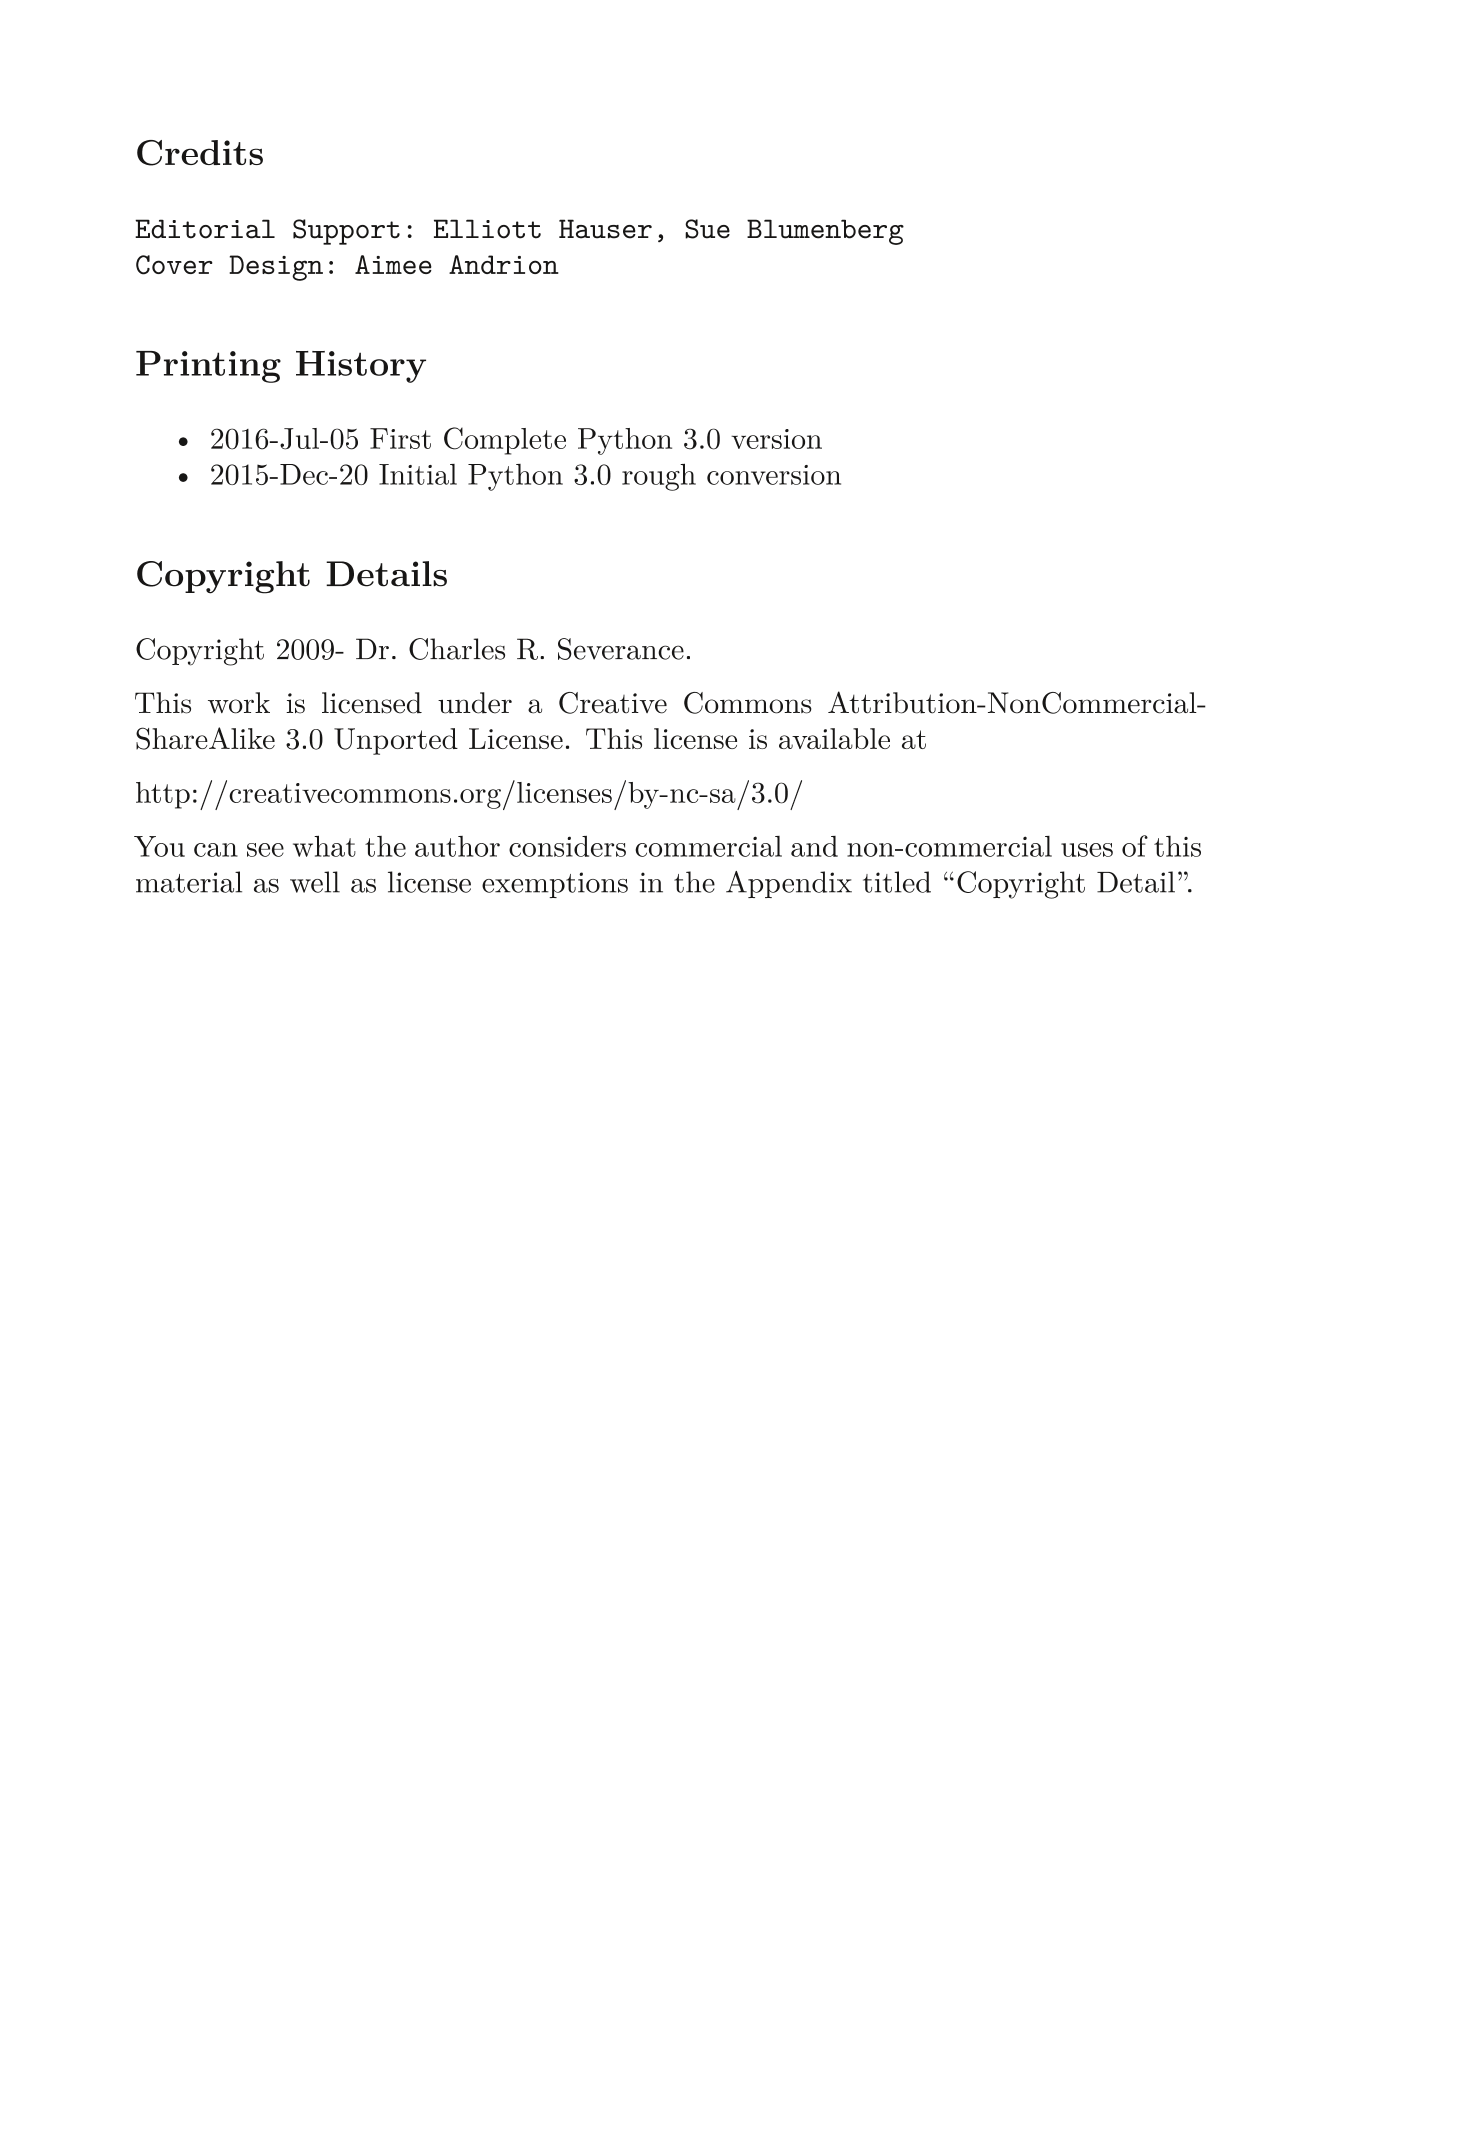 Credits
Editorial Support: Elliott Hauser, Sue Blumenberg
Cover Design: Aimee Andrion
Printing History
• 2016-Jul-05 First Complete Python 3.0 version
• 2015-Dec-20 Initial Python 3.0 rough conversion
Copyright Details
Copyright 2009- Dr. Charles R. Severance.
This work is licensed under a Creative Commons Attribution-NonCommercial-
ShareAlike 3.0 Unported License. This license is available at
http://creativecommons.org/licenses/by-nc-sa/3.0/
You can see what the author considers commercial and non-commercial uses of this
material as well as license exemptions in the Appendix titled “Copyright Detail”.